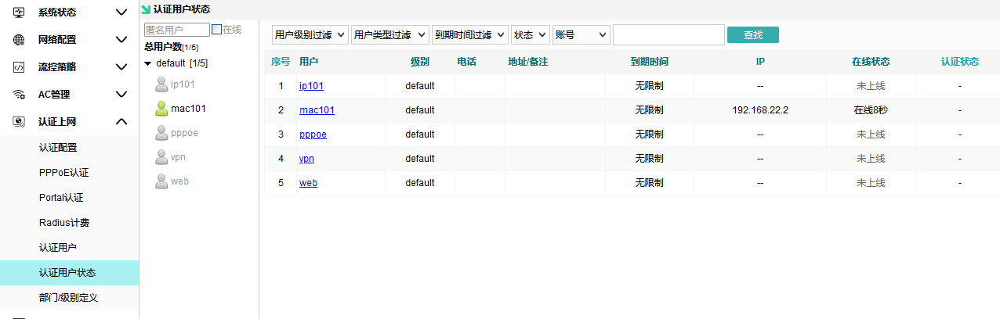 系统状态
网络配置
流控策略
AC管理
认证上网
认证配置
PPPoE认证
Portal认证
Radius计费
认证用户
认证用户状态
部门/级别定义
认证用户状态
匿名用户 在线
总用户数[1/5]
default [1/5]
ip101
mac101
pppoe
vpn
web
用户级别过滤 用户类型过滤 到期时间过滤 状态 账号 查找
序号 用户 级别 电话 地址/备注 到期时间 IP 在线状态 认证状态
1 ip101 default 无限制 -- 未上线 -
2 mac101 default 无限制 192.168.22.2 在线8秒 -
3 pppoe default 无限制 -- 未上线 -
4 vpn default 无限制 -- 未上线 -
5 web default 无限制 -- 未上线 -